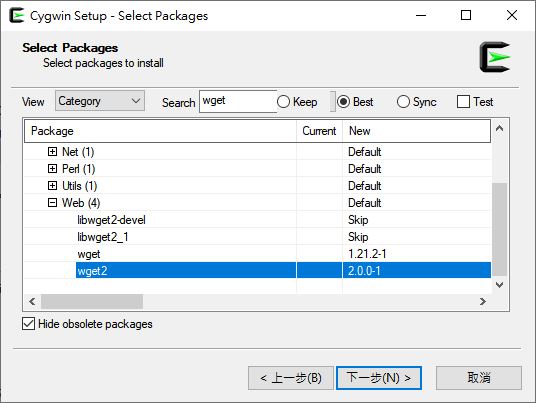 Cygwin Setup - Select Packages
Select Packages
Select packages to install
View Category Search wget Keep Best Sync Test
Package Current New
Net (1) Default
Perl (1) Default
Utils (1) Default
Web (4) Default
libwget2-devel Skip
libwget2_1 Skip
wget 1.21.2-1
wget2 2.0.0-1
Hide obsolete packages
< 上一步(B) 下一步(N) > 取消